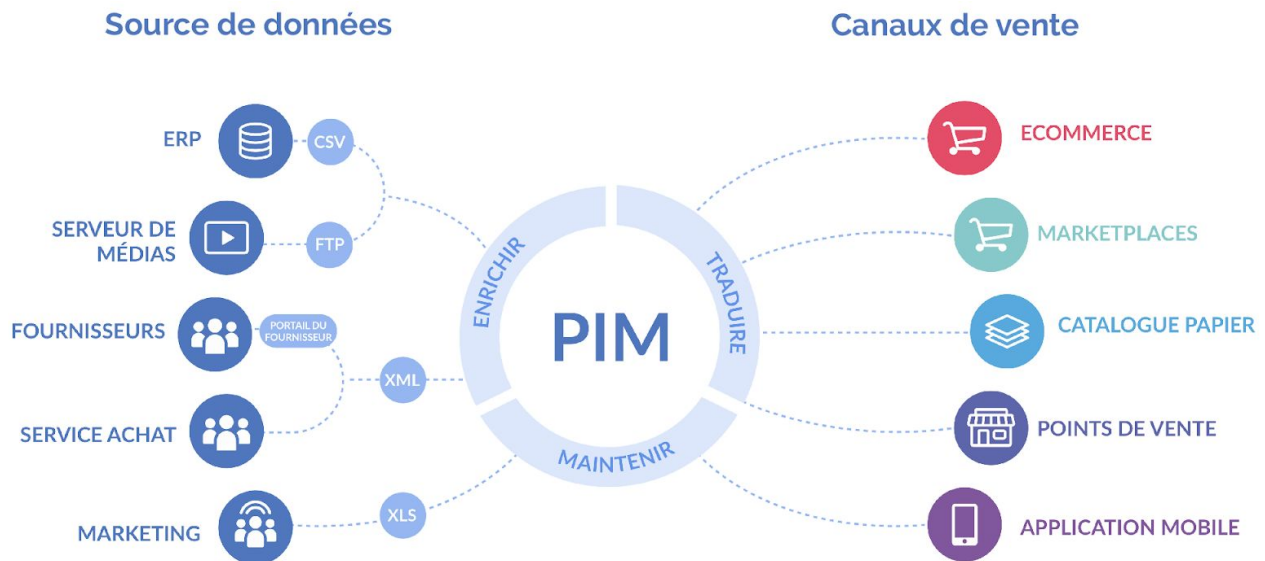 Source de données
Canaux de vente
ERP
CSV
SERVEUR DE
MÉDIAS
FTP
FOURNISSEURS
PORTAIL DU
FOURNISSEUR
XML
SERVICE ACHAT
MARKETING
XLS
ENRICHIR
TRADUIRE
MAINTENIR
PIM
ECOMMERCE
MARKETPLACES
CATALOGUE PAPIER
POINTS DE VENTE
APPLICATION MOBILE